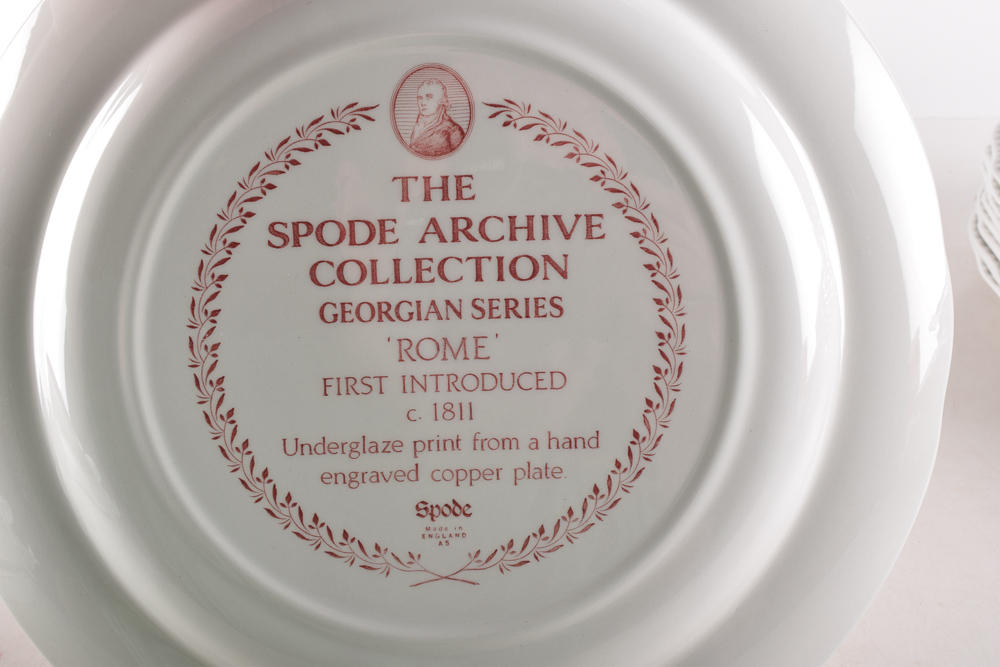 THE
SPODE ARCHIVE
COLLECTION
GEORGIAN SERIES
'ROME'
FIRST INTRODUCED
c. 1811
Underglaze print from a hand
engraved copper plate.
Spode
Made in
ENGLAND
A5